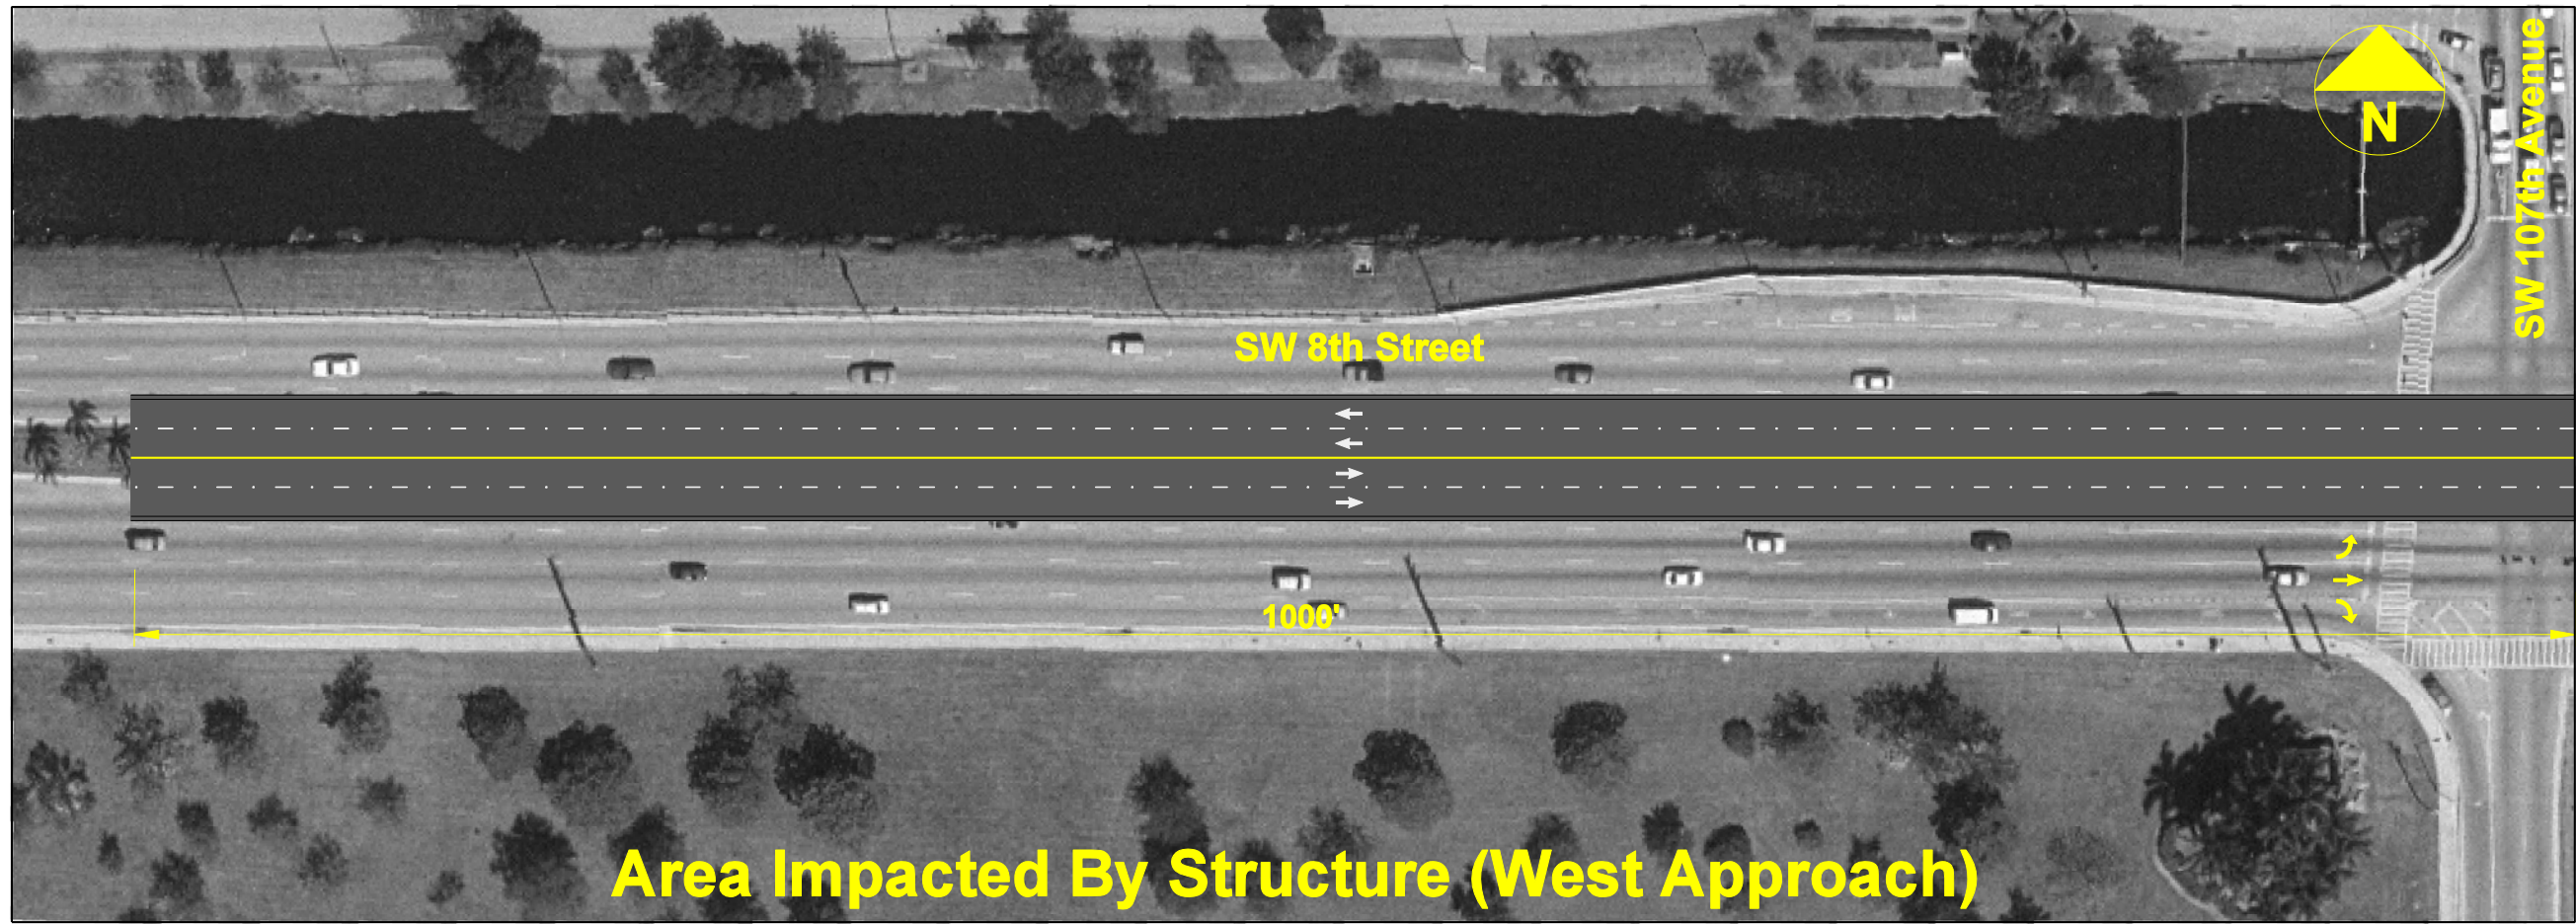 SW 107th Avenue
N
SW 8th Street
1000'
Area Impacted By Structure (West Approach)